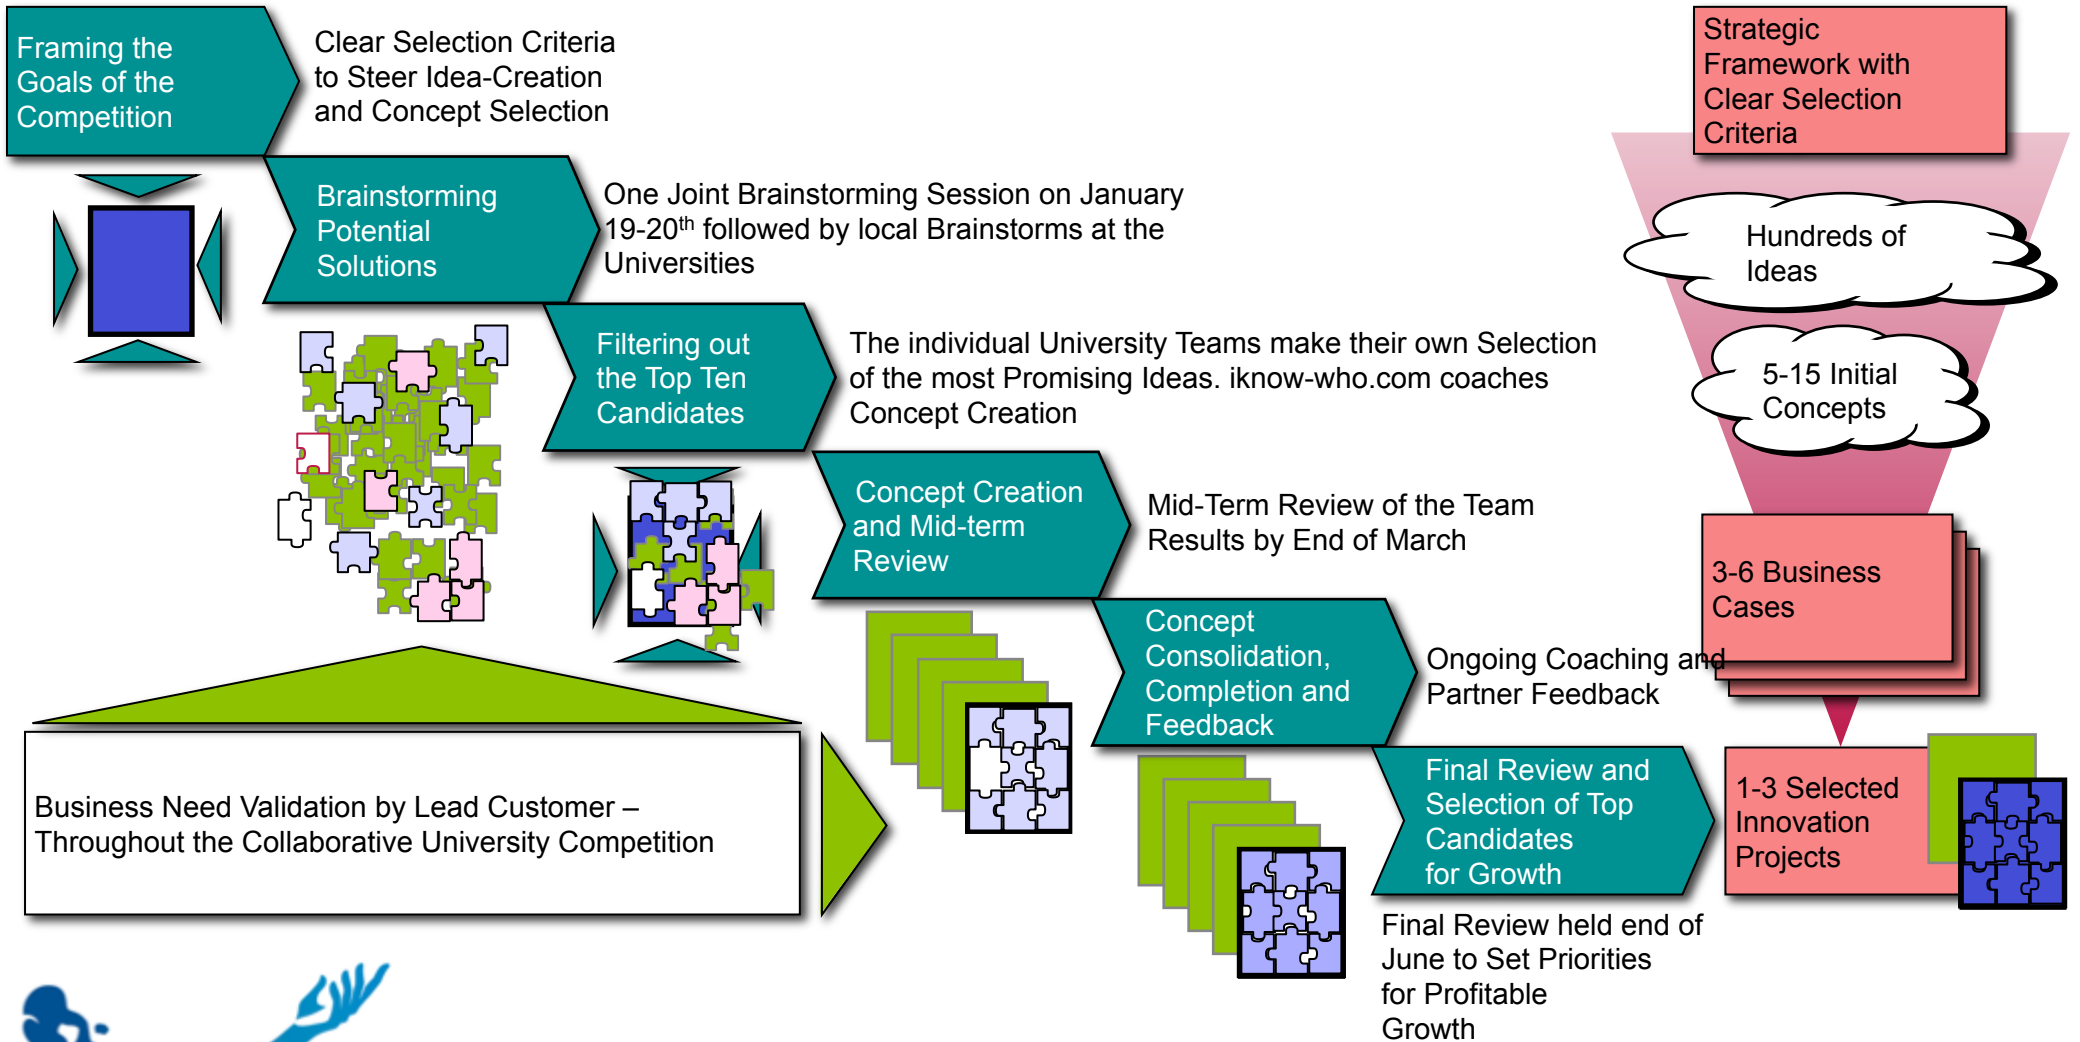 Framing the
Goals of the
Competition
Clear Selection Criteria
to Steer Idea-Creation
and Concept Selection
Strategic
Framework with
Clear Selection
Criteria
Brainstorming
Potential
Solutions
One Joint Brainstorming Session on January
19-20th followed by local Brainstorms at the
Universities
Hundreds of
Ideas
Filtering out
the Top Ten
Candidates
The individual University Teams make their own Selection
of the most Promising Ideas. iknow-who.com coaches
Concept Creation
5-15 Initial
Concepts
Concept Creation
and Mid-term
Review
Mid-Term Review of the Team
Results by End of March
3-6 Business
Cases
Concept
Consolidation,
Completion and
Feedback
Ongoing Coaching and
Partner Feedback
Business Need Validation by Lead Customer –
Throughout the Collaborative University Competition
Final Review and
Selection of Top
Candidates
for Growth
1-3 Selected
Innovation
Projects
Final Review held end of
June to Set Priorities
for Profitable
Growth